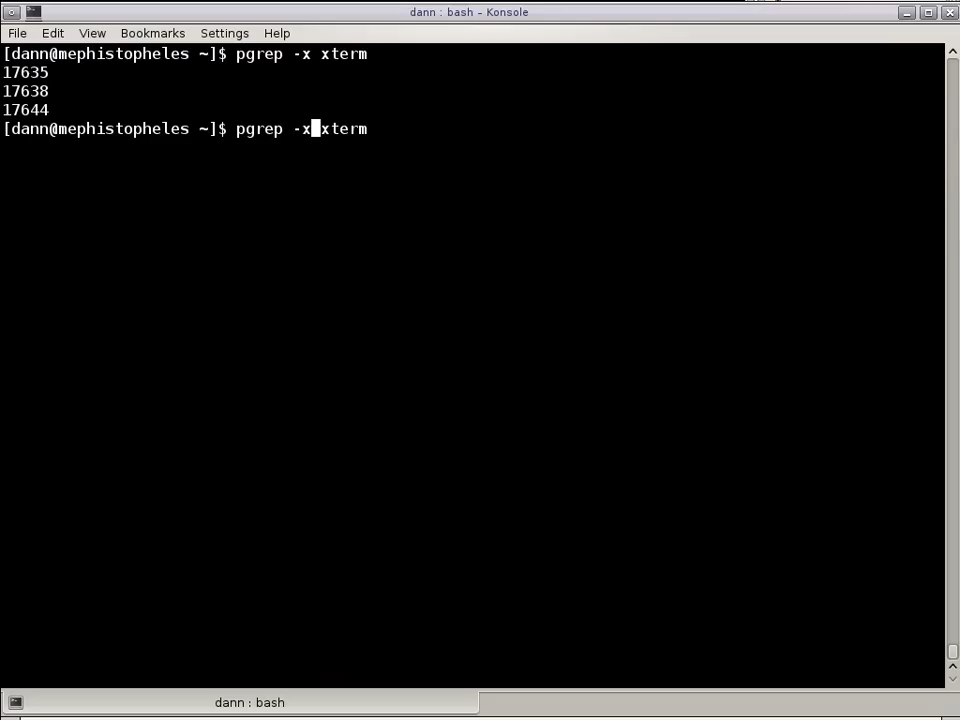 dann : bash – Konsole
File Edit View Bookmarks Settings Help
[dann@mephistopheles ~]$ pgrep -x xterm
17635
17638
17644
[dann@mephistopheles ~]$ pgrep -x xterm
dann : bash